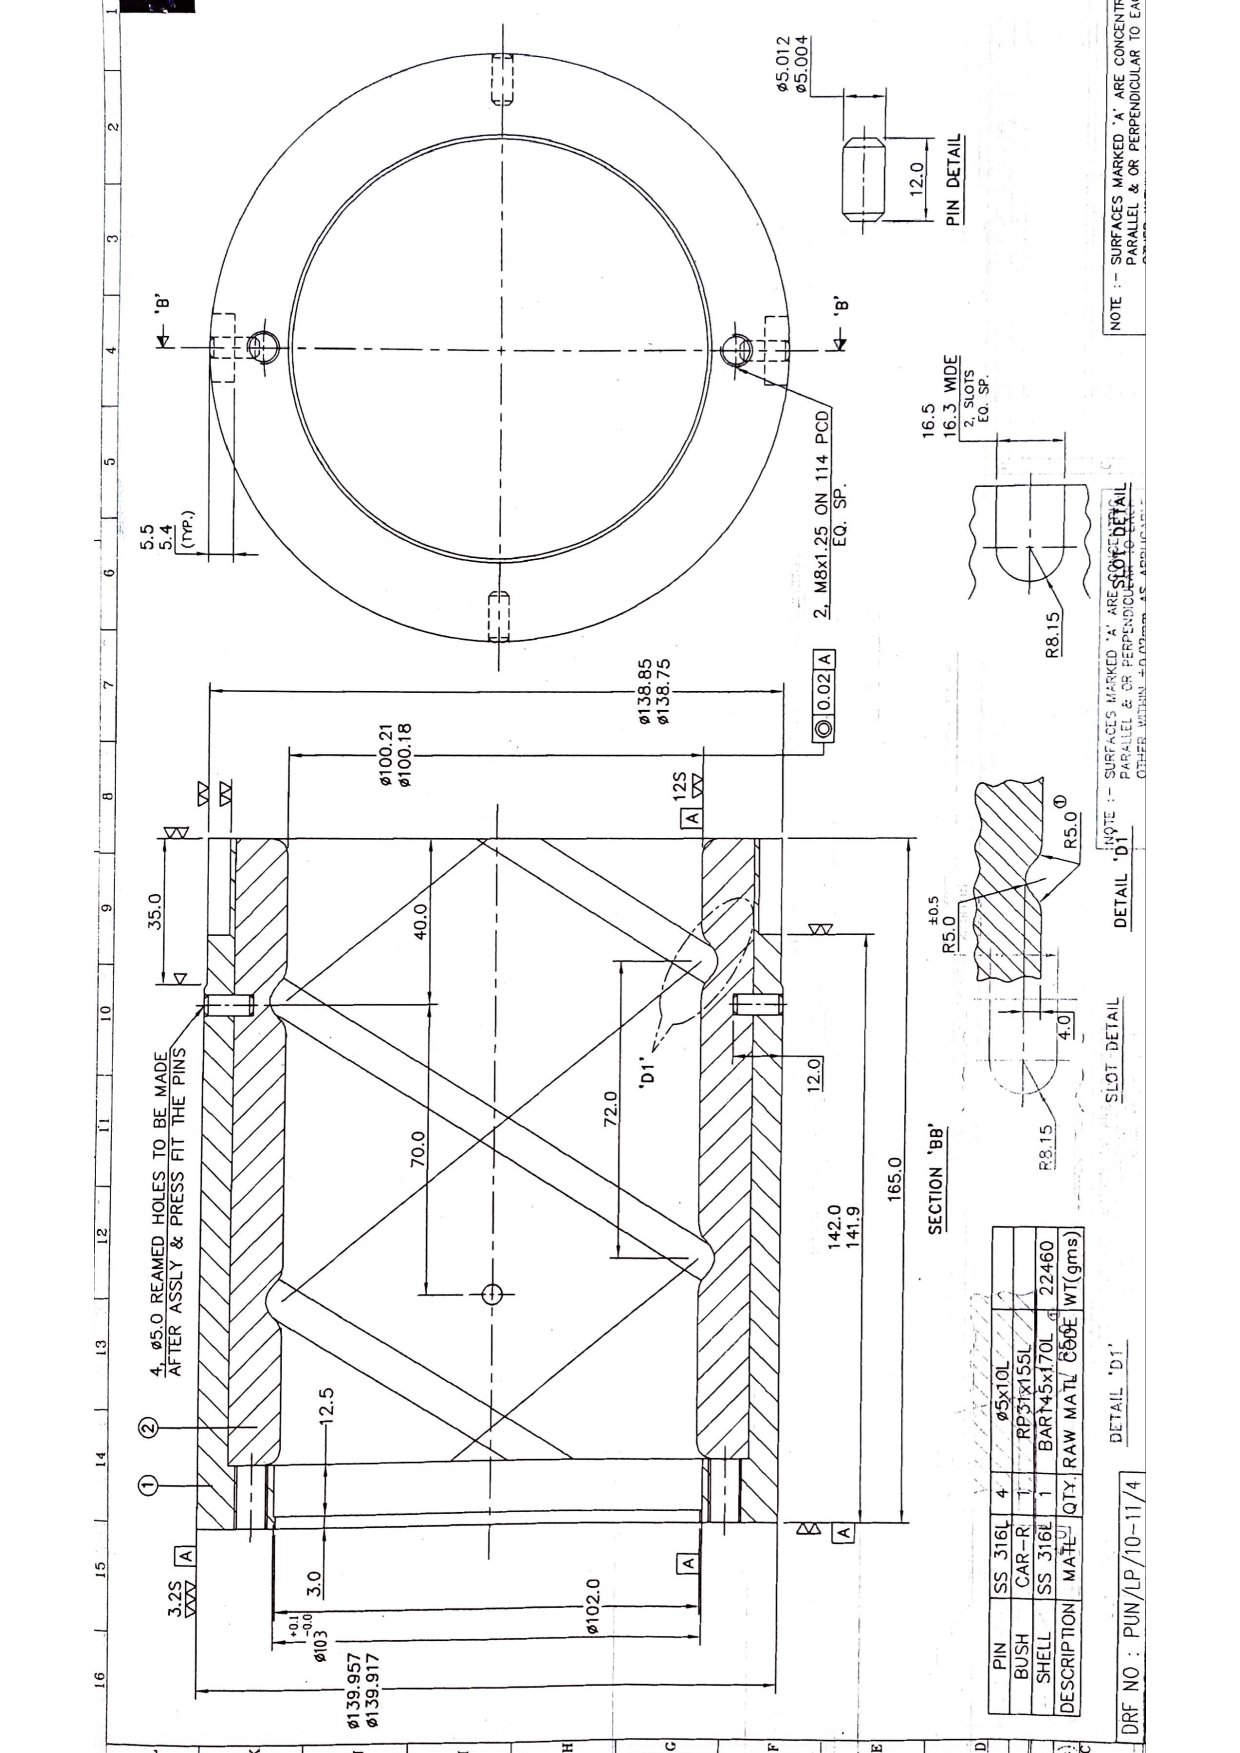 1
2
3
4
5
6
7
8
9
10
11
12
13
14
15
16
H
G
F
E
D
C
4, ø5.0 REAMED HOLES TO BE MADE
AFTER ASSLY & PRESS FIT THE PINS
35.0
40.0
70.0
72.0
12.5
3.0
12.0
142.0
141.9
165.0
'D1'
SECTION 'BB'
1
2
3.2S
A
A
A
A
12S
ø139.957
ø139.917
ø103 +0.1 -0.0
ø102.0
ø100.21
ø100.18
ø138.85
ø138.75
0.02 A
5.5
5.4
(TYP.)
'B'
'B'
2, M8x1.25 ON 114 PCD
EQ. SP.
ø5.012
ø5.004
12.0
PIN DETAIL
16.5
16.3 WIDE
2, SLOTS
EQ. SP.
R8.15
SLOT DETAIL
±0.5
R5.0
R5.0 1
4.0
DETAIL 'D1'
R8.15
SLOT DETAIL
DETAIL 'D1'
NOTE :- SURFACES MARKED 'A' ARE CONCENTR
PARALLEL & OR PERPENDICULAR TO EAC
NOTE :- SURFACES MARKED 'A' ARE CONCENTRIC
PARALLEL & OR PERPENDICULAR TO EACH
OTHER WITHIN ±0.02mm AS APPLICABLE
PIN SS 316L 4 ø5x10L
BUSH CAR-R 1 RP31x155L
SHELL SS 316L 1 BAR145x170L 22460
DESCRIPTION MATL QTY. RAW MATL CODE WT(gms)
DRF NO : PUN/LP/10-11/4